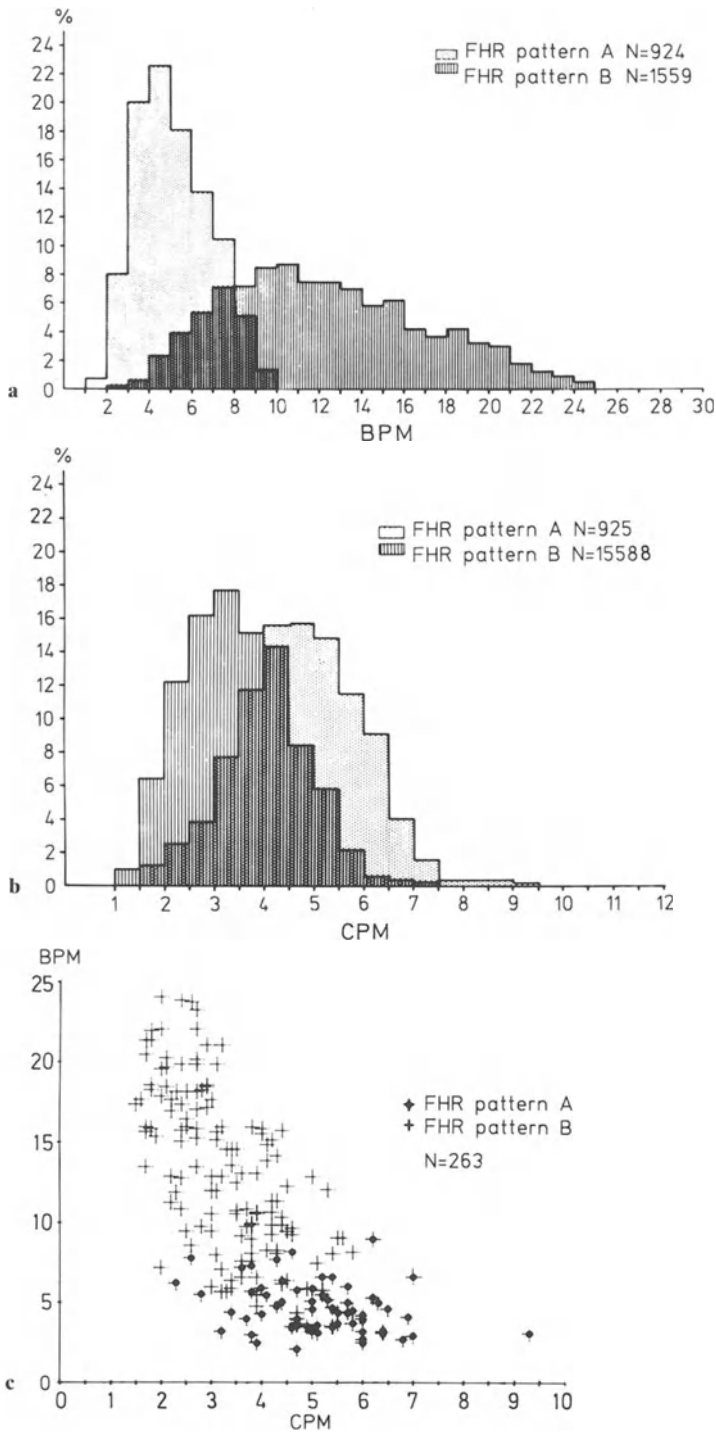 %
24
22
20
18
16
14
12
10
8
6
4
2
0
FHR pattern A N=924
FHR pattern B N=1559
2 4 6 8 10 12 14 16 18 20 22 24 26 28 30
BPM
a
%
24
22
20
18
16
14
12
10
8
6
4
2
0
FHR pattern A N=925
FHR pattern B N=15588
1 2 3 4 5 6 7 8 9 10 11 12
CPM
b
BPM
25
20
15
10
5
0
FHR pattern A
FHR pattern B
N=263
0 1 2 3 4 5 6 7 8 9 10
CPM
c